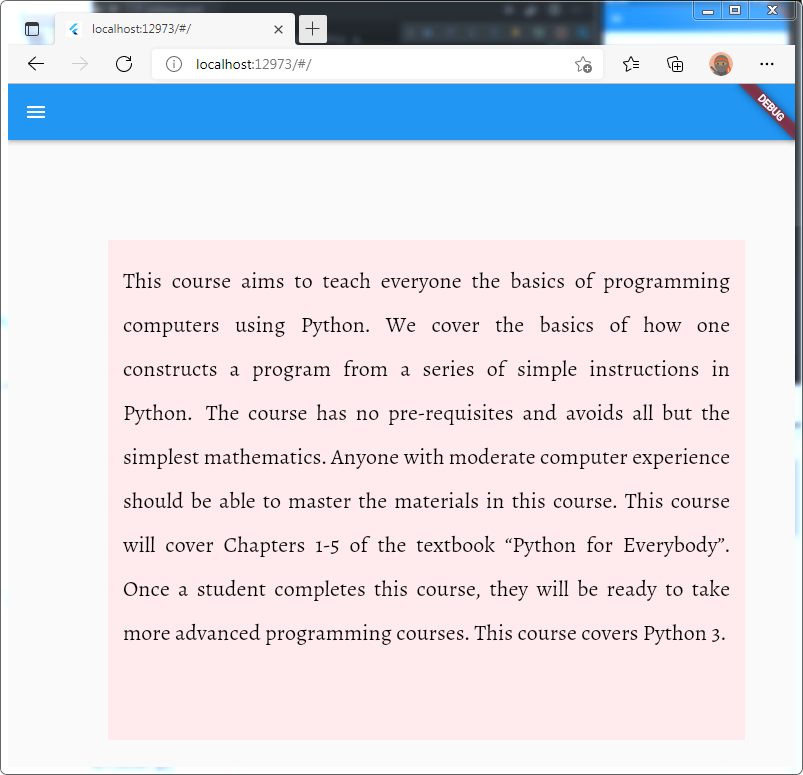 localhost:12973/#/
localhost:12973/#/
DEBUG
This course aims to teach everyone the basics of programming
computers using Python. We cover the basics of how one
constructs a program from a series of simple instructions in
Python. The course has no pre-requisites and avoids all but the
simplest mathematics. Anyone with moderate computer experience
should be able to master the materials in this course. This course
will cover Chapters 1-5 of the textbook “Python for Everybody”.
Once a student completes this course, they will be ready to take
more advanced programming courses. This course covers Python 3.